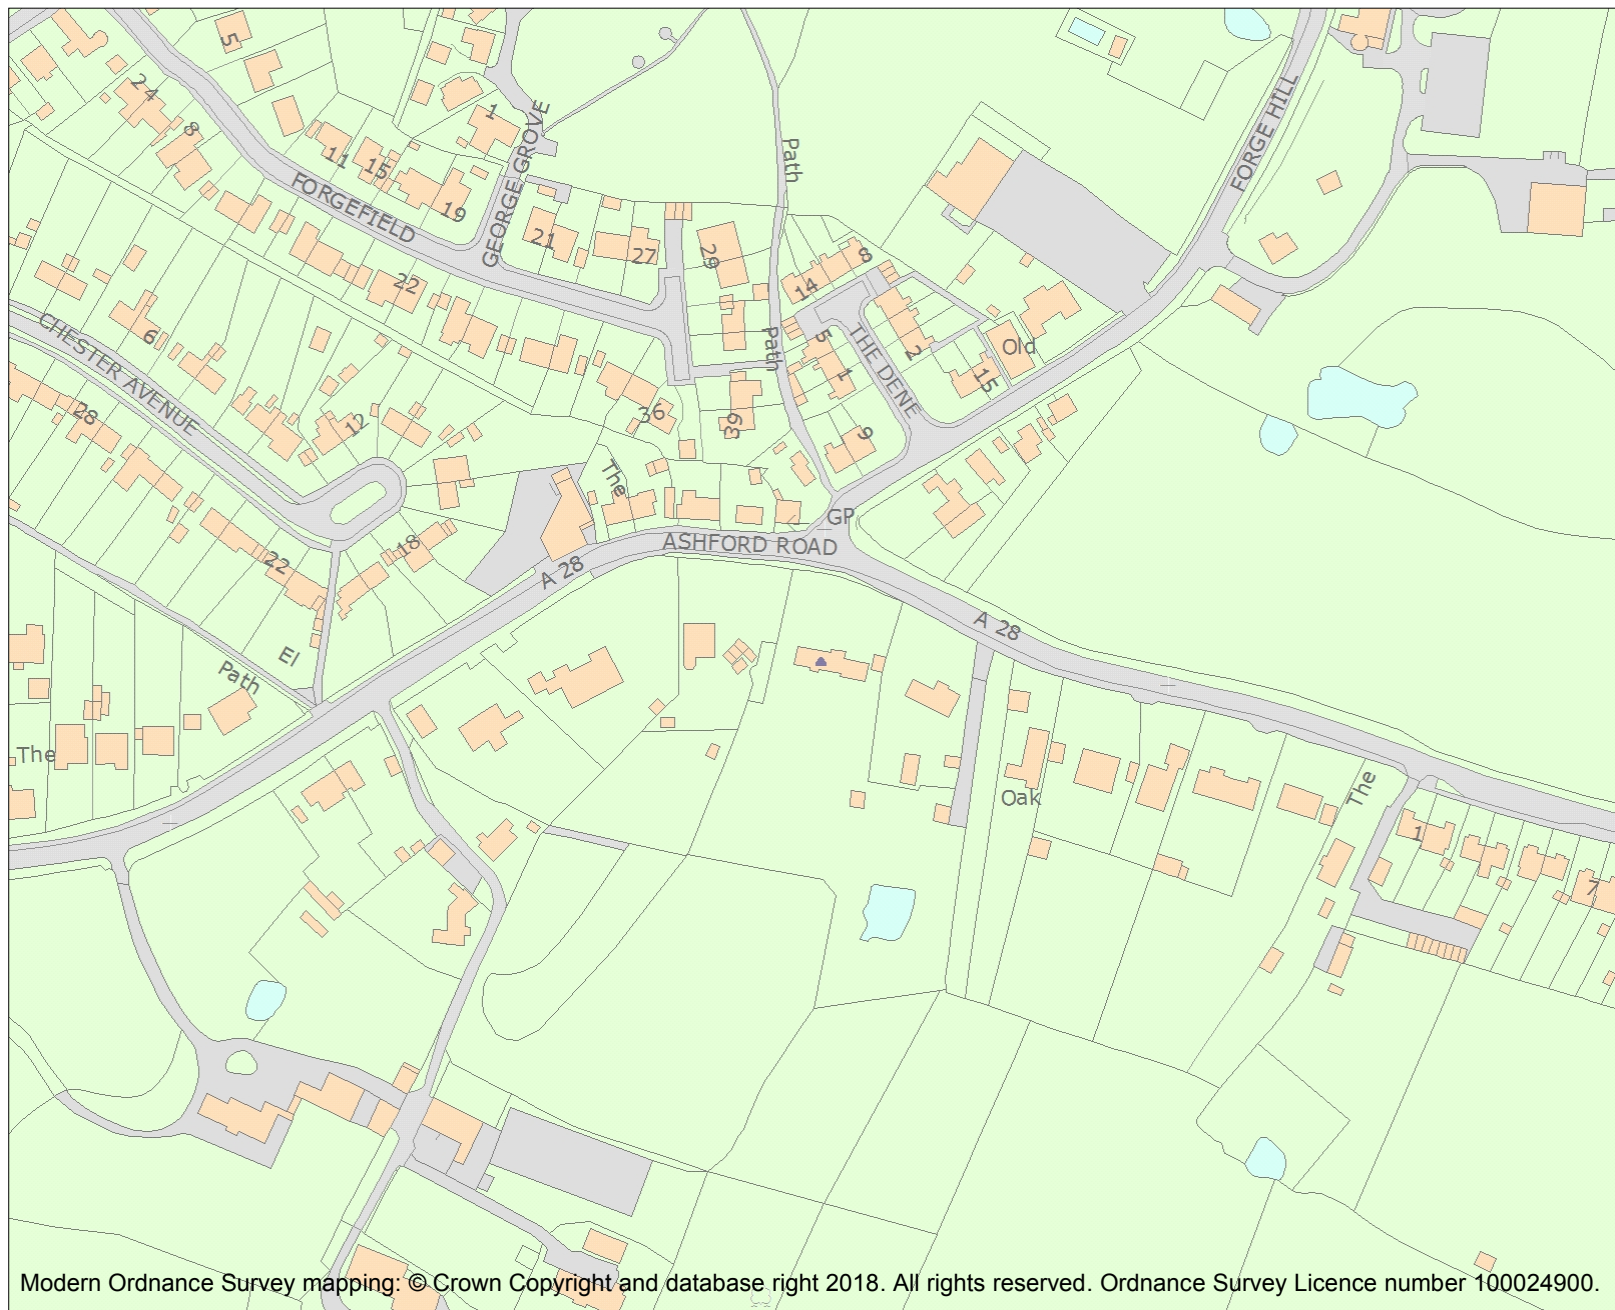 5
24
8
1
11
15
19
FORGEFIELD
GEORGE GROVE
Path
FORGE HILL
21
27
29
22
14
8
CHESTER AVENUE
6
5
1
THE DENE
2
Old
15
Path
28
12
36
39
9
The
GP
ASHFORD ROAD
A 28
18
22
El
Path
A 28
The
Oak
The
1
7
Modern Ordnance Survey mapping: © Crown Copyright and database right 2018. All rights reserved. Ordnance Survey Licence number 100024900.